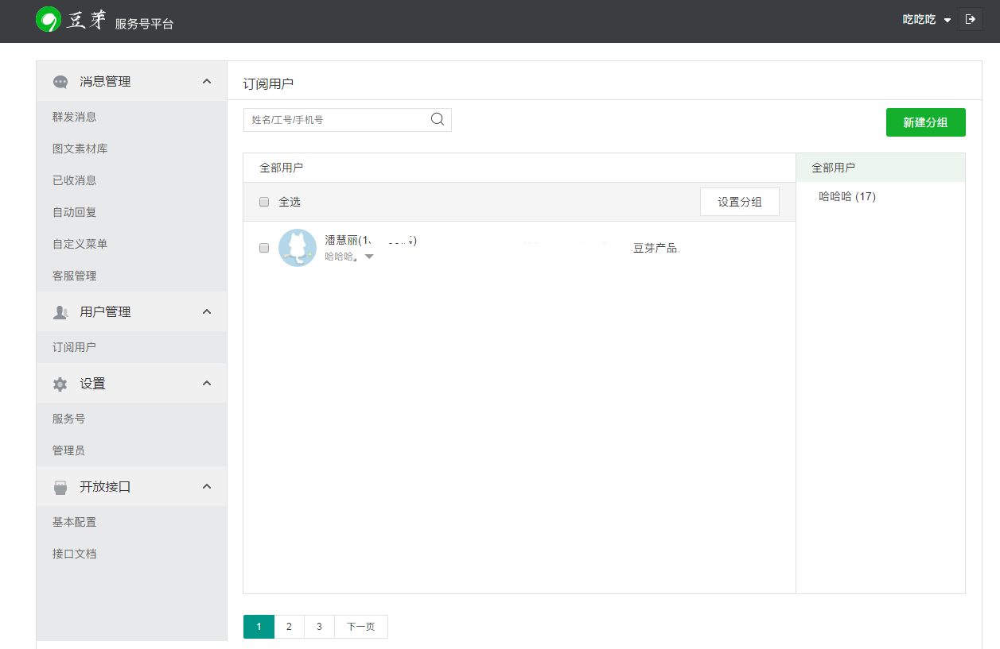 豆芽 服务号平台
吃吃吃
消息管理
群发消息
图文素材库
已收消息
自动回复
自定义菜单
客服管理
用户管理
订阅用户
设置
服务号
管理员
开放接口
基本配置
接口文档
订阅用户
姓名/工号/手机号
新建分组
全部用户
全选
设置分组
潘慧丽(1
哈哈哈
豆芽产品
全部用户
哈哈哈 (17)
1 2 3 下一页